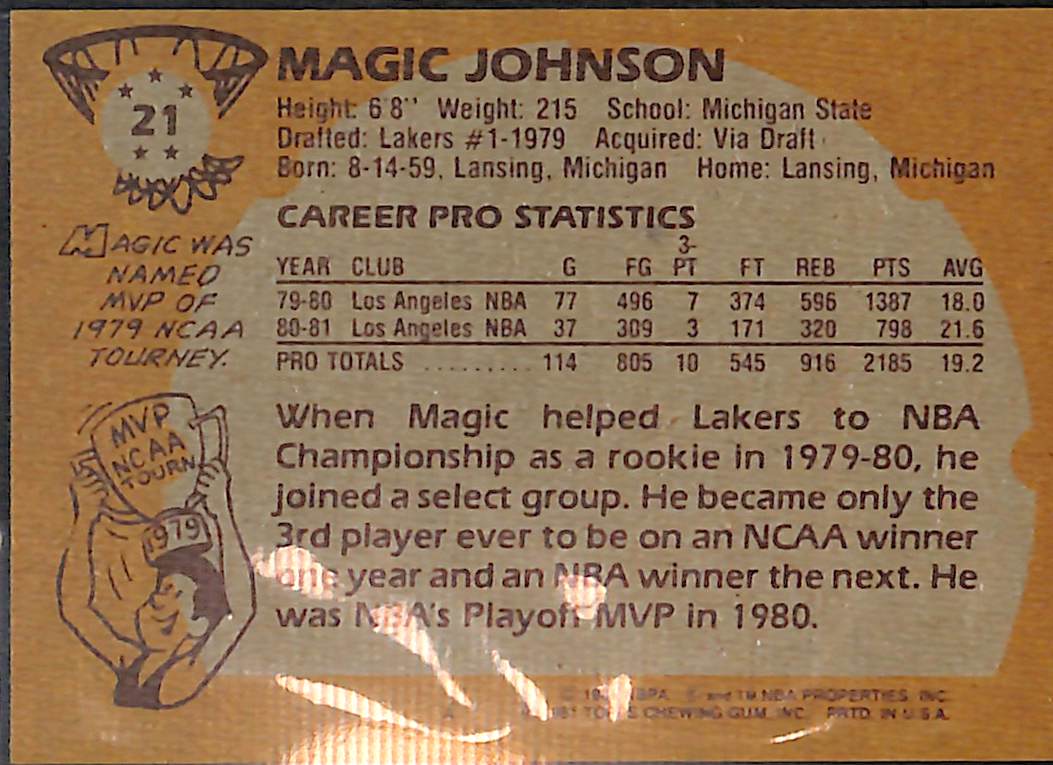 21
MAGIC JOHNSON
Height: 6'8" Weight: 215 School: Michigan State
Drafted: Lakers #1-1979 Acquired: Via Draft
Born: 8-14-59, Lansing, Michigan Home: Lansing, Michigan
MAGIC WAS
NAMED
MVP OF
1979 NCAA
TOURNEY.
CAREER PRO STATISTICS
YEAR CLUB G FG 3-PT FT REB PTS AVG
79-80 Los Angeles NBA 77 496 7 374 596 1387 18.0
80-81 Los Angeles NBA 37 309 3 171 320 798 21.6
PRO TOTALS ......... 114 805 10 545 916 2185 19.2
MVP
NCAA
TOURN
1979
When Magic helped Lakers to NBA
Championship as a rookie in 1979-80, he
joined a select group. He became only the
3rd player ever to be on an NCAA winner
one year and an NBA winner the next. He
was NBA's Playoff MVP in 1980.
NBA PROPERTIES, INC.
TOPPS CHEWING GUM, INC. PRTD. IN U.S.A.